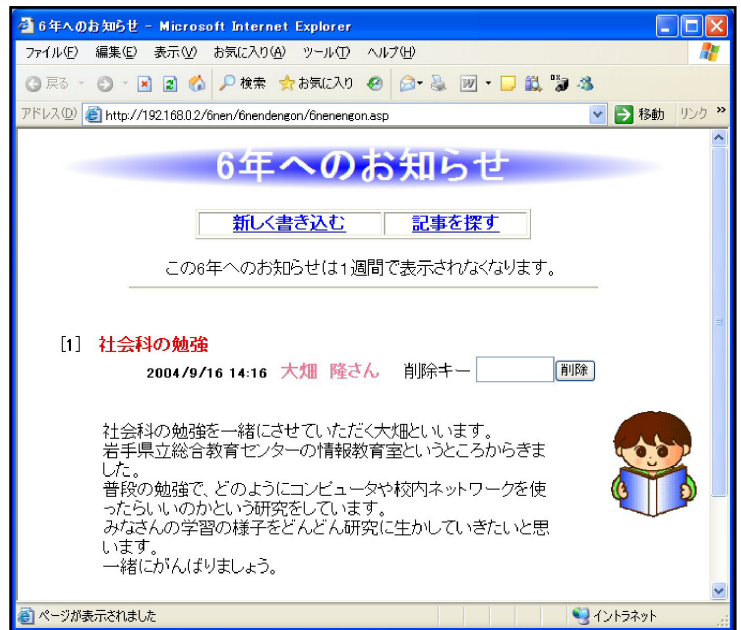 6年へのお知らせ - Microsoft Internet Explorer
ファイル(F) 編集(E) 表示(V) お気に入り(A) ツール(T) ヘルプ(H)
戻る 検索 お気に入り
アドレス(D) http://192.168.0.2/6nen/6nendengon/6nenengon.asp 移動 リンク »
6年へのお知らせ
新しく書き込む 記事を探す
この6年へのお知らせは1週間で表示されなくなります。
[1] 社会科の勉強
2004/9/16 14:16 大畑 隆さん 削除キー 削除
社会科の勉強を一緒にさせていただく大畑といいます。
岩手県立総合教育センターの情報教育室というところからきま
した。
普段の勉強で、どのようにコンピュータや校内ネットワークを使
ったらいいのかという研究をしています。
みなさんの学習の様子をどんどん研究に生かしていきたいと思
います。
一緒にがんばりましょう。
ページが表示されました イントラネット